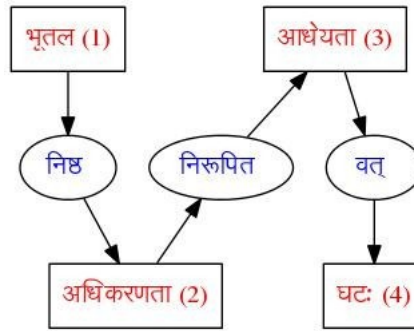 भूतल (1)
आधेयता (3)
निष्ठ
निरूपित
वत्
अधिकरणता (2)
घटः (4)